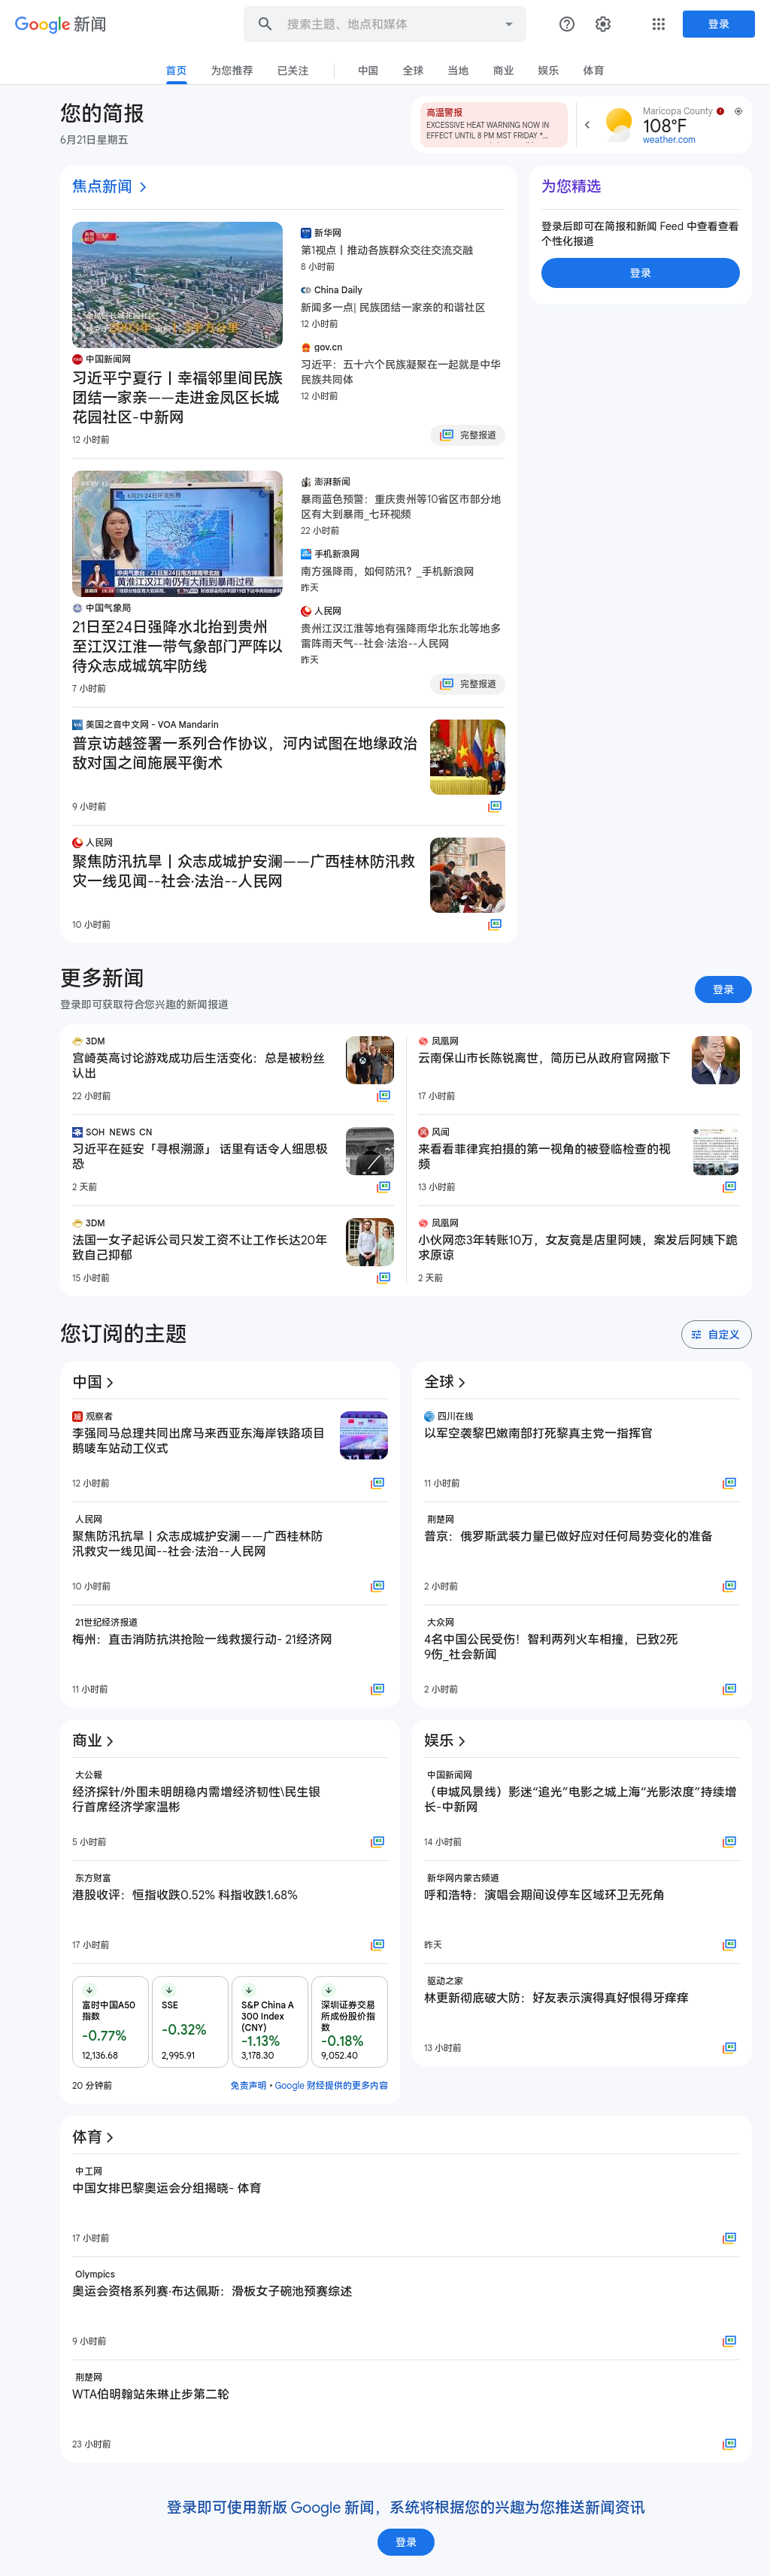 Google 新闻
搜索主题、地点和媒体
登录
首页
为您推荐
已关注
中国
全球
当地
商业
娱乐
体育
您的简报
6月21日星期五
高温警报
EXCESSIVE HEAT WARNING NOW IN
EFFECT UNTIL 8 PM MST FRIDAY *...
Maricopa County
108°F
weather.com
焦点新闻
中国新闻网
习近平宁夏行丨幸福邻里间民族
团结一家亲——走进金凤区长城
花园社区-中新网
12 小时前
新华网
第1视点丨推动各族群众交往交流交融
8 小时前
China Daily
新闻多一点| 民族团结一家亲的和谐社区
12 小时前
gov.cn
习近平：五十六个民族凝聚在一起就是中华
民族共同体
12 小时前
完整报道
6月21-24日环流形势
中央气象台：21日至24日南方降雨带北抬
黄淮江汉江南仍有大雨到暴雨过程
中国气象局
21日至24日强降水北抬到贵州
至江汉江淮一带气象部门严阵以
待众志成城筑牢防线
7 小时前
澎湃新闻
暴雨蓝色预警：重庆贵州等10省区市部分地
区有大到暴雨_七环视频
22 小时前
手机新浪网
南方强降雨，如何防汛？_手机新浪网
昨天
人民网
贵州江汉江淮等地有强降雨华北东北等地多
雷阵雨天气--社会·法治--人民网
昨天
完整报道
美国之音中文网 - VOA Mandarin
普京访越签署一系列合作协议，河内试图在地缘政治
敌对国之间施展平衡术
9 小时前
人民网
聚焦防汛抗旱丨众志成城护安澜——广西桂林防汛救
灾一线见闻--社会·法治--人民网
10 小时前
为您精选
登录后即可在简报和新闻 Feed 中查看查看
个性化报道
登录
更多新闻
登录即可获取符合您兴趣的新闻报道
登录
3DM
宫崎英高讨论游戏成功后生活变化：总是被粉丝
认出
22 小时前
SOH_NEWS_CN
习近平在延安「寻根溯源」 话里有话令人细思极
恐
2 天前
3DM
法国一女子起诉公司只发工资不让工作长达20年
致自己抑郁
15 小时前
凤凰网
云南保山市长陈锐离世，简历已从政府官网撤下
17 小时前
风闻
来看看菲律宾拍摄的第一视角的被登临检查的视
频
13 小时前
凤凰网
小伙网恋3年转账10万，女友竟是店里阿姨，案发后阿姨下跪
求原谅
2 天前
您订阅的主题
自定义
中国
观察者
李强同马总理共同出席马来西亚东海岸铁路项目
鹅唛车站动工仪式
12 小时前
人民网
聚焦防汛抗旱丨众志成城护安澜——广西桂林防
汛救灾一线见闻--社会·法治--人民网
10 小时前
21世纪经济报道
梅州：直击消防抗洪抢险一线救援行动- 21经济网
11 小时前
全球
四川在线
以军空袭黎巴嫩南部打死黎真主党一指挥官
11 小时前
荆楚网
普京：俄罗斯武装力量已做好应对任何局势变化的准备
2 小时前
大众网
4名中国公民受伤！智利两列火车相撞，已致2死
9伤_社会新闻
2 小时前
商业
大公報
经济探针/外围未明朗稳内需增经济韧性\民生银
行首席经济学家温彬
5 小时前
东方财富
港股收评：恒指收跌0.52% 科指收跌1.68%
17 小时前
富时中国A50
指数
-0.77%
12,136.68
SSE
-0.32%
2,995.91
S&P China A
300 Index
(CNY)
-1.13%
3,178.30
深圳证券交易
所成份股价指
数
-0.18%
9,052.40
20 分钟前
免责声明 • Google 财经提供的更多内容
娱乐
中国新闻网
（申城风景线）影迷“追光”电影之城上海“光影浓度”持续增
长-中新网
14 小时前
新华网内蒙古频道
呼和浩特：演唱会期间设停车区域环卫无死角
昨天
驱动之家
林更新彻底破大防：好友表示演得真好恨得牙痒痒
13 小时前
体育
中工网
中国女排巴黎奥运会分组揭晓- 体育
17 小时前
Olympics
奥运会资格系列赛·布达佩斯：滑板女子碗池预赛综述
9 小时前
荆楚网
WTA伯明翰站朱琳止步第二轮
23 小时前
登录即可使用新版 Google 新闻，系统将根据您的兴趣为您推送新闻资讯
登录